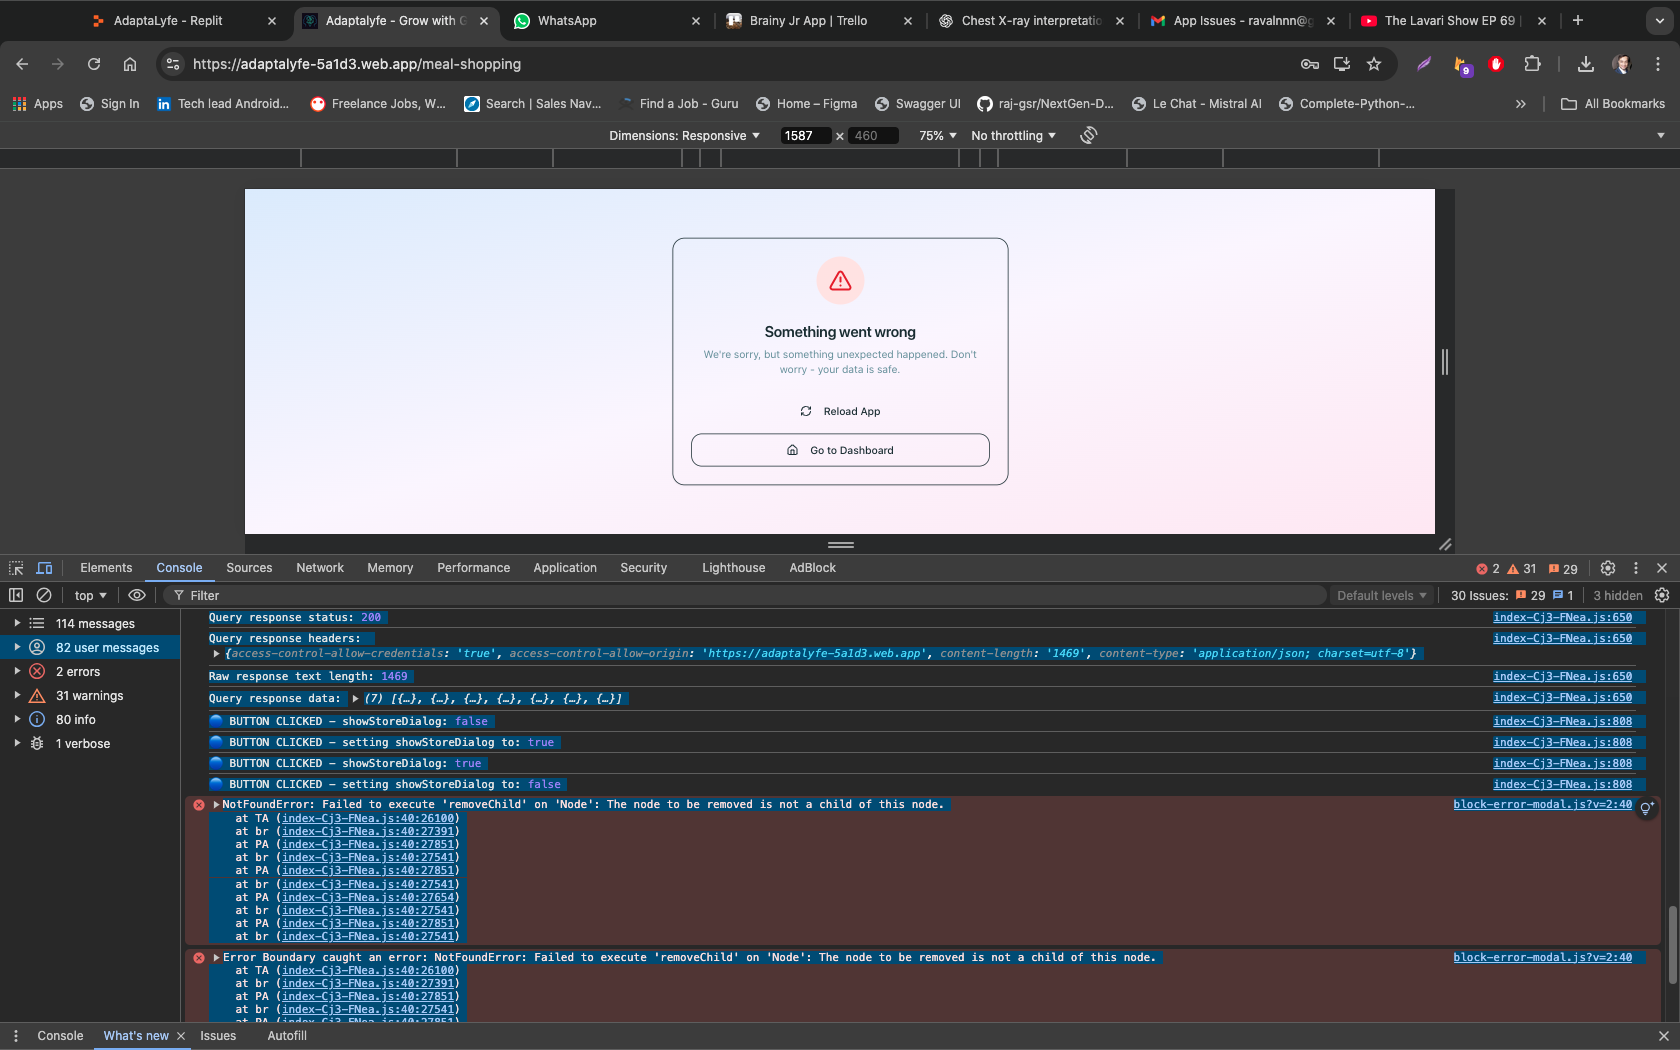 AdaptaLyfe - Replit
Adaptalyfe - Grow with G
WhatsApp
Brainy Jr App | Trello
Chest X-ray interpretatio
App Issues - ravalnnn@g
The Lavari Show EP 69 |
https://adaptalyfe-5a1d3.web.app/meal-shopping
9
Apps
Sign In
Tech lead Android...
Freelance Jobs, W...
Search | Sales Nav...
Find a Job - Guru
Home – Figma
Swagger UI
raj-gsr/NextGen-D...
Le Chat - Mistral AI
Complete-Python-...
All Bookmarks
Dimensions: Responsive
1587 × 460
75%
No throttling
Something went wrong
We're sorry, but something unexpected happened. Don't
worry - your data is safe.
Reload App
Go to Dashboard
Elements
Console
Sources
Network
Memory
Performance
Application
Security
Lighthouse
AdBlock
2
31
29
top
Filter
Default levels
30 Issues: 29 1
3 hidden
114 messages
82 user messages
2 errors
31 warnings
80 info
1 verbose
Query response status: 200 index-Cj3-FNea.js:650
Query response headers: index-Cj3-FNea.js:650
{access-control-allow-credentials: 'true', access-control-allow-origin: 'https://adaptalyfe-5a1d3.web.app', content-length: '1469', content-type: 'application/json; charset=utf-8'}
Raw response text length: 1469 index-Cj3-FNea.js:650
Query response data: (7) [{…}, {…}, {…}, {…}, {…}, {…}, {…}] index-Cj3-FNea.js:650
BUTTON CLICKED – showStoreDialog: false index-Cj3-FNea.js:808
BUTTON CLICKED – setting showStoreDialog to: true index-Cj3-FNea.js:808
BUTTON CLICKED – showStoreDialog: true index-Cj3-FNea.js:808
BUTTON CLICKED – setting showStoreDialog to: false index-Cj3-FNea.js:808
NotFoundError: Failed to execute 'removeChild' on 'Node': The node to be removed is not a child of this node. block-error-modal.js?v=2:40
at TA (index-Cj3-FNea.js:40:26100)
at br (index-Cj3-FNea.js:40:27391)
at PA (index-Cj3-FNea.js:40:27851)
at br (index-Cj3-FNea.js:40:27541)
at PA (index-Cj3-FNea.js:40:27851)
at br (index-Cj3-FNea.js:40:27541)
at PA (index-Cj3-FNea.js:40:27654)
at br (index-Cj3-FNea.js:40:27541)
at PA (index-Cj3-FNea.js:40:27851)
at br (index-Cj3-FNea.js:40:27541)
Error Boundary caught an error: NotFoundError: Failed to execute 'removeChild' on 'Node': The node to be removed is not a child of this node. block-error-modal.js?v=2:40
at TA (index-Cj3-FNea.js:40:26100)
at br (index-Cj3-FNea.js:40:27391)
at PA (index-Cj3-FNea.js:40:27851)
at br (index-Cj3-FNea.js:40:27541)
at PA (index-Cj3-FNea.js:40:27851)
Console
What's new
Issues
Autofill